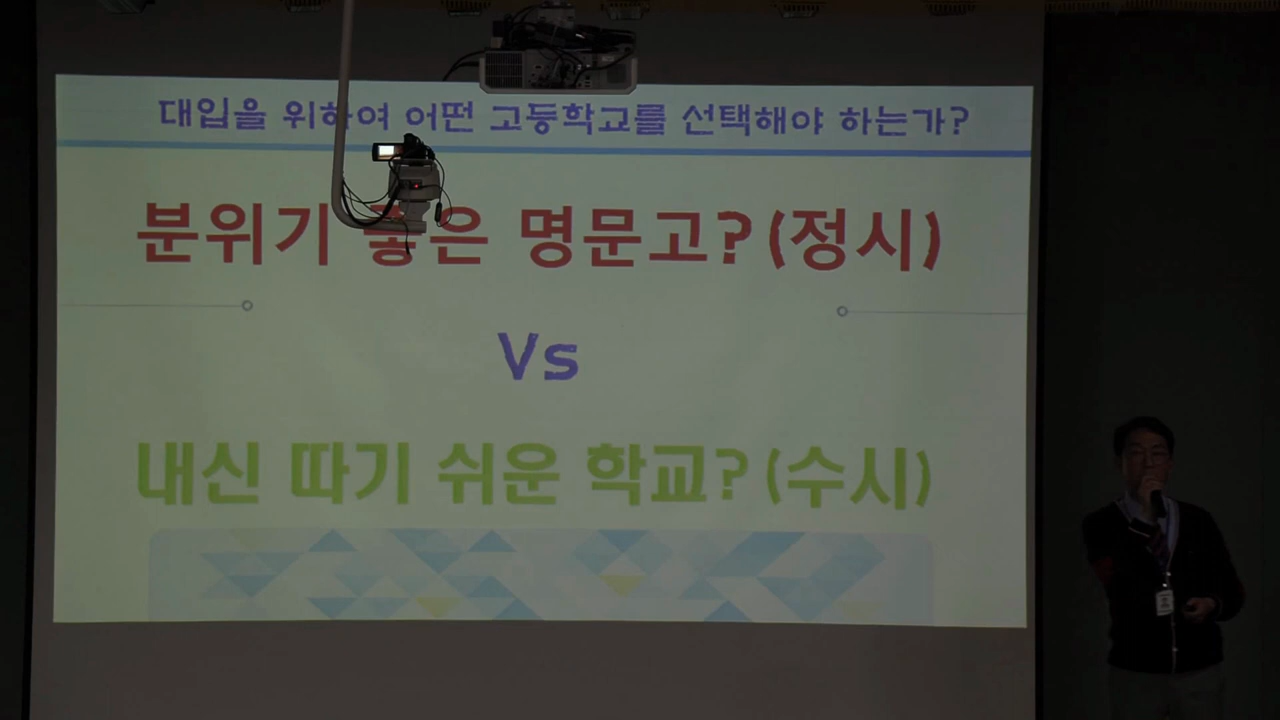 대입을 위하여 어떤 고등학교를 선택해야 하는가?
분위기 좋은 명문고?(정시)
Vs
내신 따기 쉬운 학교?(수시)